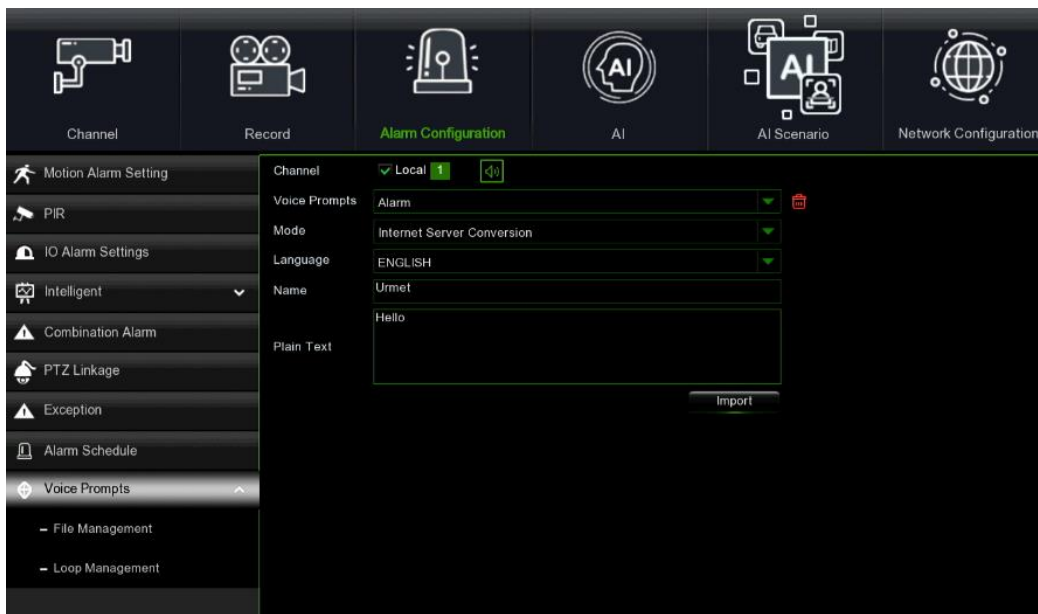 Channel
Record
Alarm Configuration
AI
AI
AI
AI Scenario
Network Configuration
Motion Alarm Setting
PIR
IO Alarm Settings
Intelligent
Combination Alarm
PTZ Linkage
Exception
Alarm Schedule
Voice Prompts
– File Management
– Loop Management
Channel Local 1
Voice Prompts Alarm
Mode Internet Server Conversion
Language ENGLISH
Name Urmet
Plain Text Hello
Import